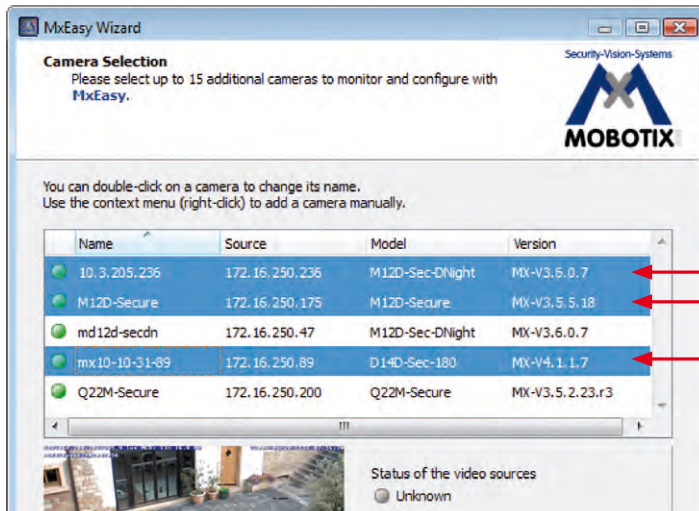 MxEasy Wizard
Camera Selection
Please select up to 15 additional cameras to monitor and configure with
MxEasy.
Security-Vision-Systems
MOBOTIX
You can double-click on a camera to change its name.
Use the context menu (right-click) to add a camera manually.
Name Source Model Version
10.3.205.236 172.16.250.236 M12D-Sec-DNight MX-V3.6.0.7
M12D-Secure 172.16.250.175 M12D-Secure MX-V3.5.5.18
md12d-secdn 172.16.250.47 M12D-Sec-DNight MX-V3.6.0.7
mx10-10-31-89 172.16.250.89 D14D-Sec-180 MX-V4.1.1.7
Q22M-Secure 172.16.250.200 Q22M-Secure MX-V3.5.2.23.r3
Status of the video sources
Unknown